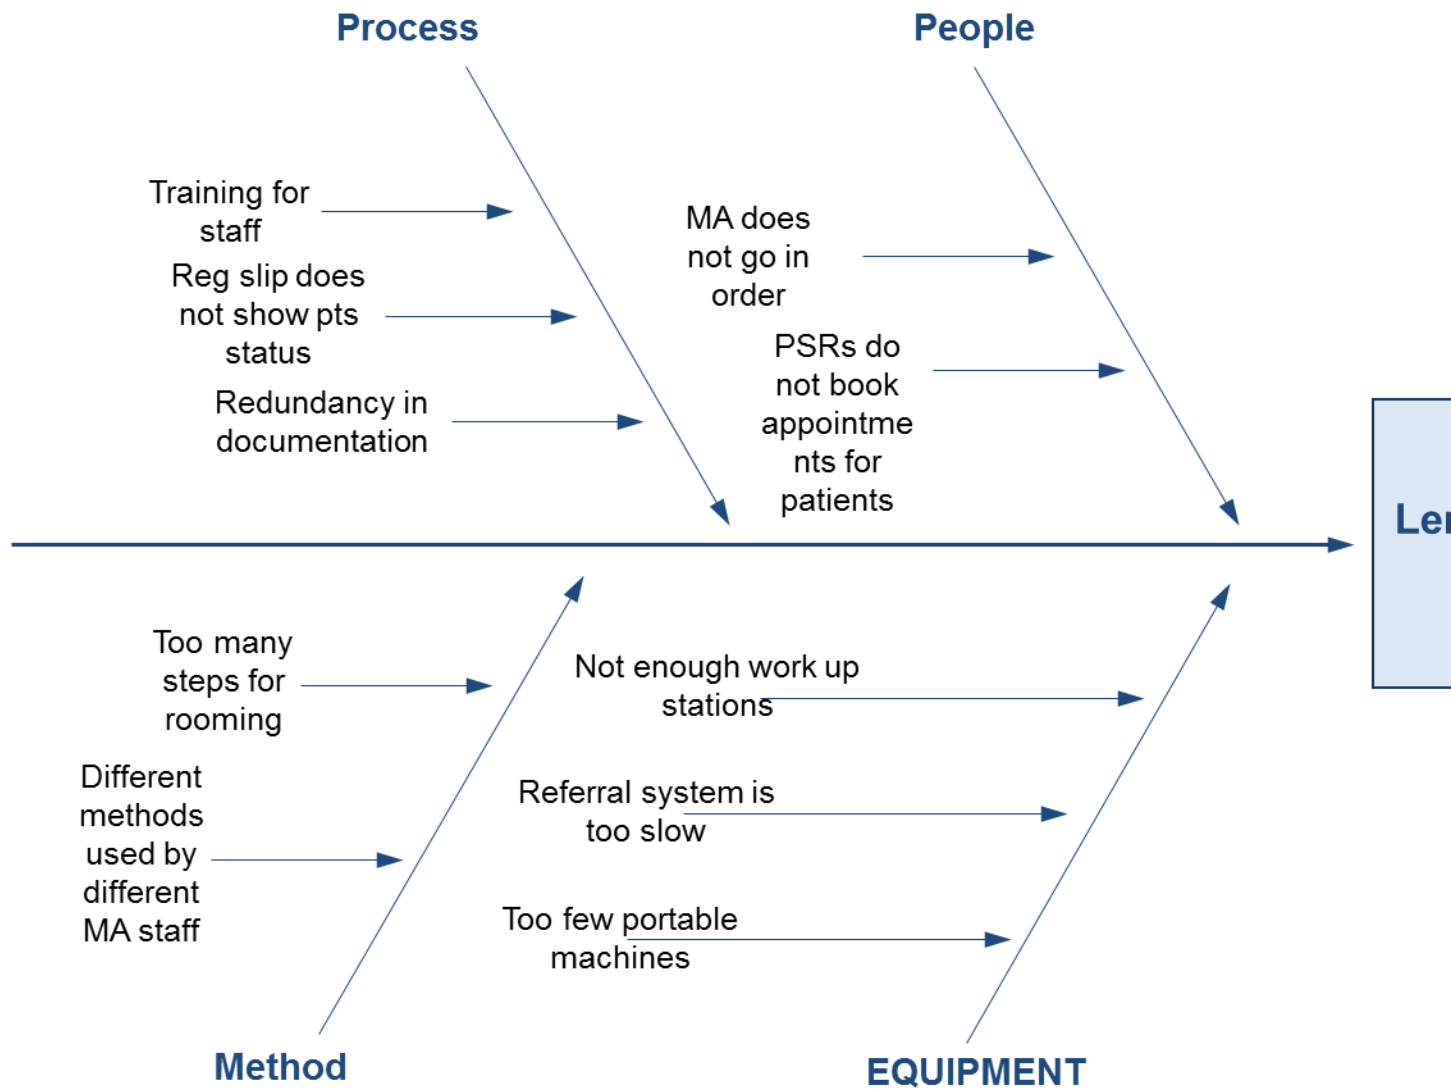 Process
People
Training for
staff
Reg slip does
not show pts
status
Redundancy in
documentation
MA does
not go in
order
PSRs do
not book
appointme
nts for
patients
Too many
steps for
rooming
Different
methods
used by
different
MA staff
Not enough work up
stations
Referral system is
too slow
Too few portable
machines
Method
EQUIPMENT